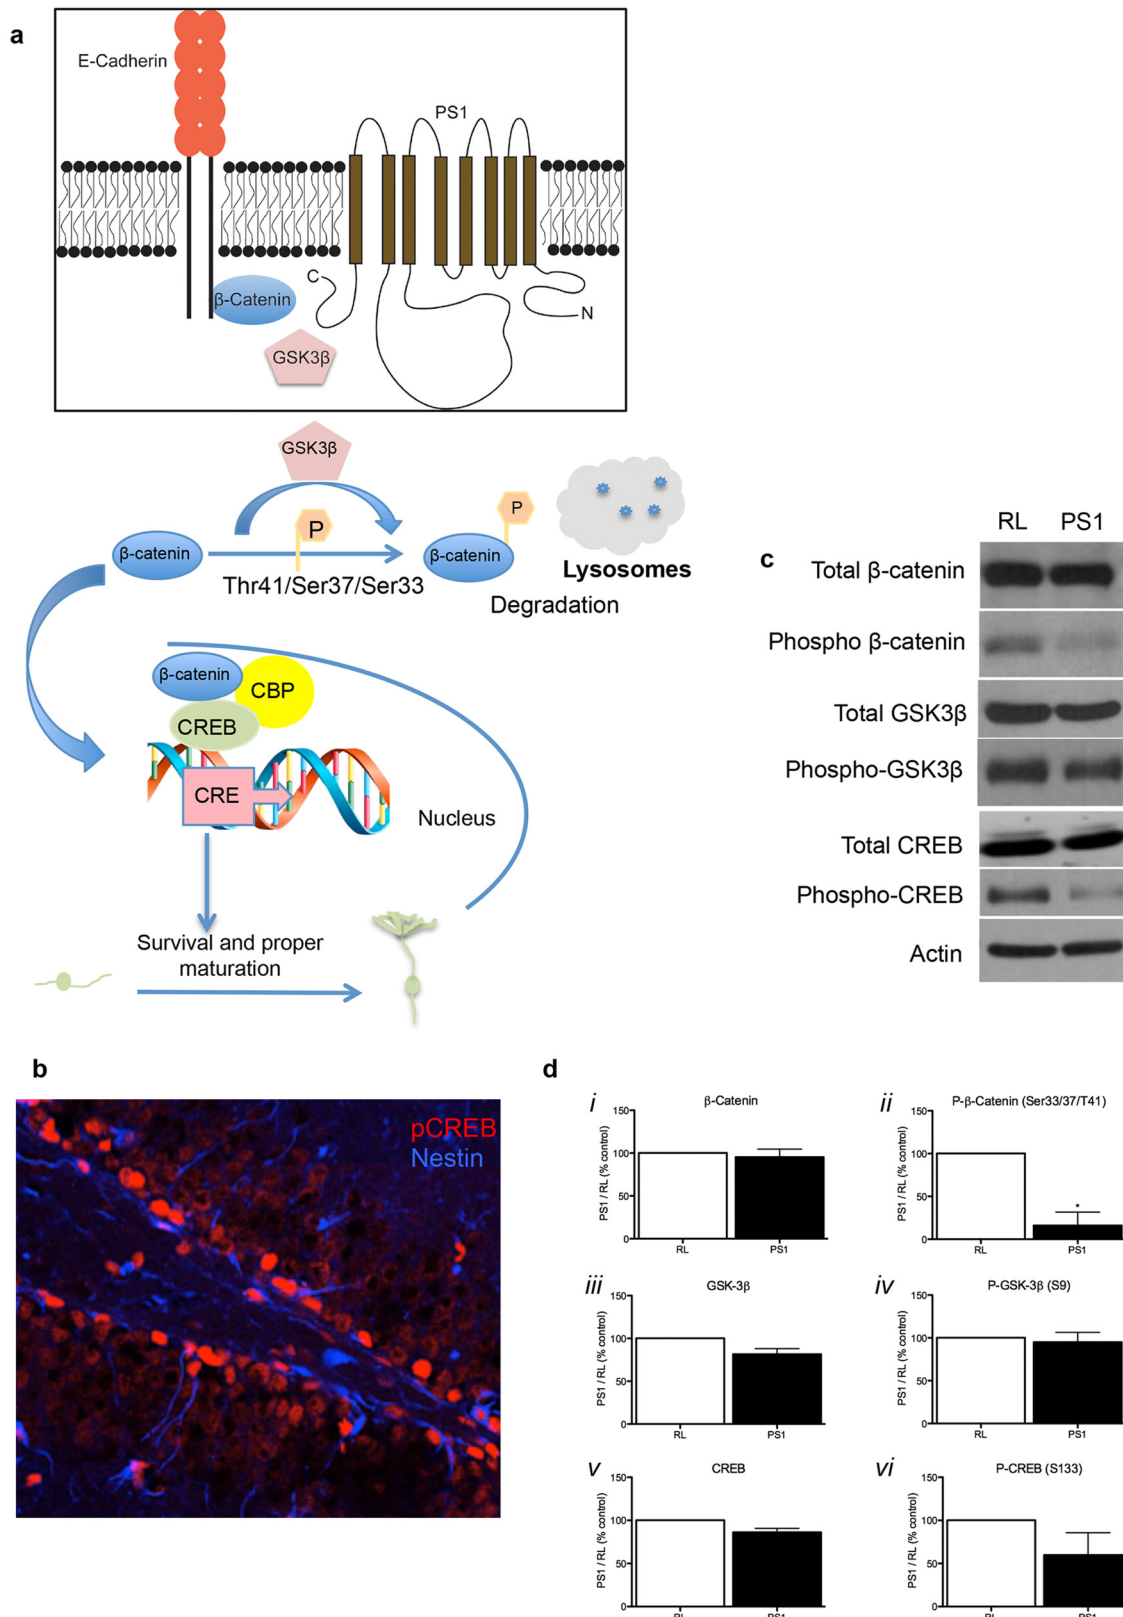 a
E-Cadherin
PS1
C
β-Catenin
N
GSK3β
GSK3β
P
P
β-catenin
β-catenin
Thr41/Ser37/Ser33
Lysosomes
Degradation
β-catenin
CBP
CREB
CRE
Nucleus
Survival and proper
maturation
c
RL PS1
Total β-catenin
Phospho β-catenin
Total GSK3β
Phospho-GSK3β
Total CREB
Phospho-CREB
Actin
b
pCREB
Nestin
d
i
β-Catenin
PS1 / RL (% control)
150
100
50
0
RL PS1
ii
P-β-Catenin (Ser33/37/T41)
PS1 / RL (% control)
150
100
50
0
*
RL PS1
iii
GSK-3β
PS1 / RL (% control)
150
100
50
0
RL PS1
iv
P-GSK-3β (S9)
PS1 / RL (% control)
150
100
50
0
RL PS1
v
CREB
PS1 / RL (% control)
150
100
50
0
RL PS1
vi
P-CREB (S133)
PS1 / RL (% control)
150
100
50
0
RL PS1